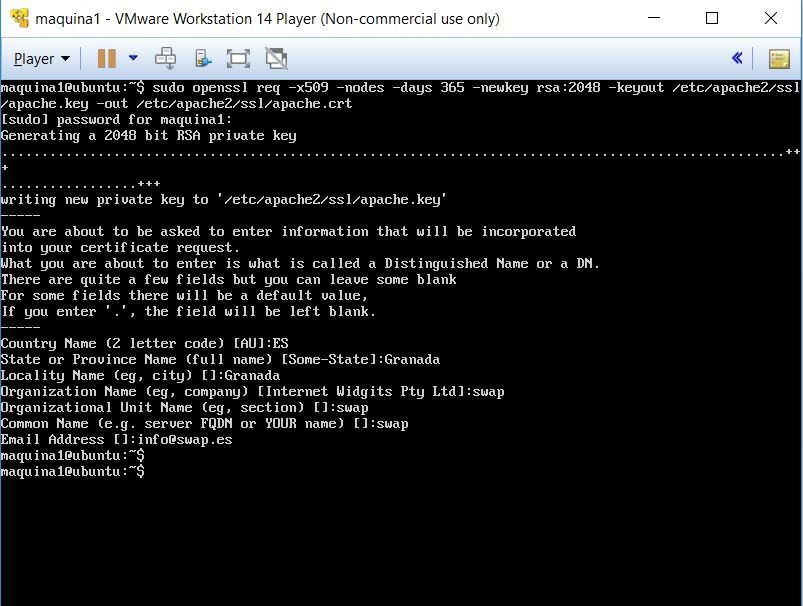 maquina1 - VMware Workstation 14 Player (Non-commercial use only)
Player
maquina1@ubuntu:~$ sudo openssl req -x509 -nodes -days 365 -newkey rsa:2048 -keyout /etc/apache2/ssl
/apache.key -out /etc/apache2/ssl/apache.crt
[sudo] password for maquina1:
Generating a 2048 bit RSA private key
..................................................................................................++
+
.................+++
writing new private key to '/etc/apache2/ssl/apache.key'
-----
You are about to be asked to enter information that will be incorporated
into your certificate request.
What you are about to enter is what is called a Distinguished Name or a DN.
There are quite a few fields but you can leave some blank
For some fields there will be a default value,
If you enter '.', the field will be left blank.
-----
Country Name (2 letter code) [AU]:ES
State or Province Name (full name) [Some-State]:Granada
Locality Name (eg, city) []:Granada
Organization Name (eg, company) [Internet Widgits Pty Ltd]:swap
Organizational Unit Name (eg, section) []:swap
Common Name (e.g. server FQDN or YOUR name) []:swap
Email Address []:info@swap.es
maquina1@ubuntu:~$
maquina1@ubuntu:~$